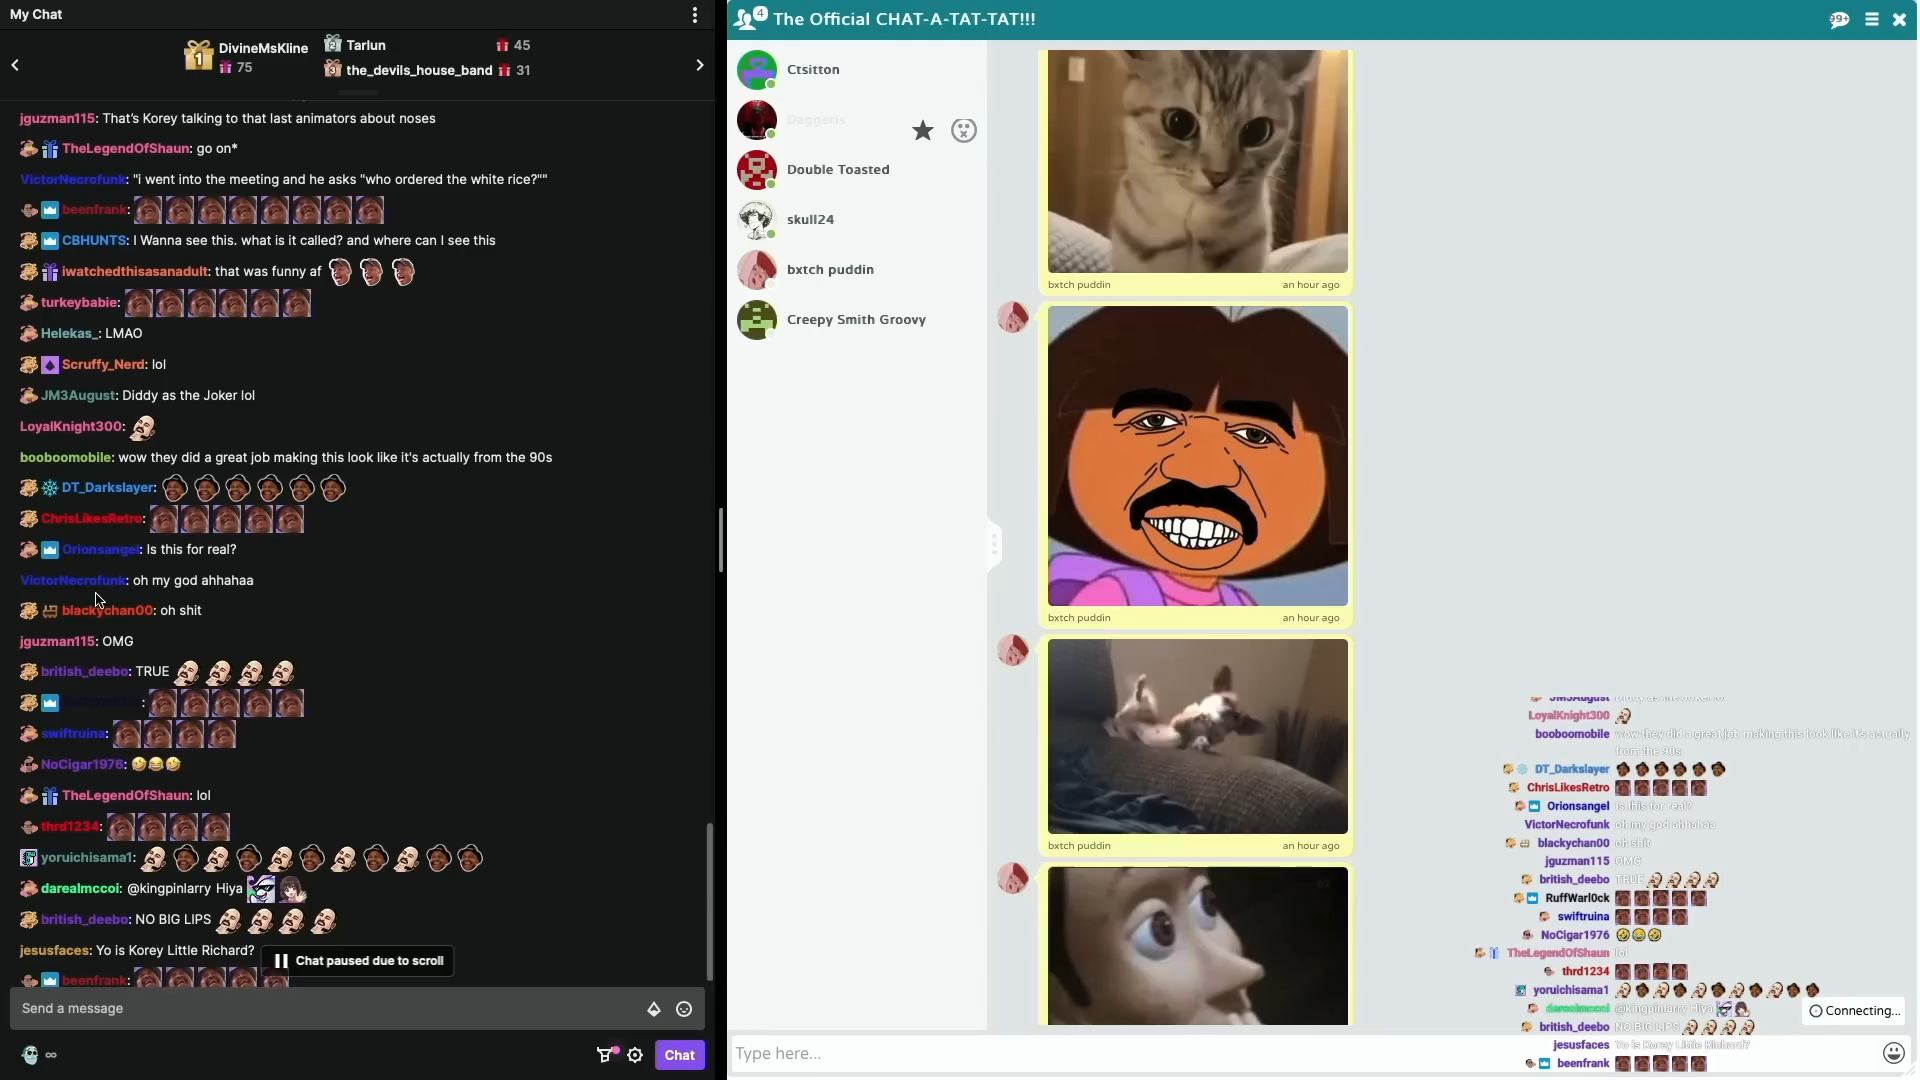 My Chat
DivineMsKline
75
1
2 Tarlun 45
3 the_devils_house_band 31
jguzman115: That's Korey talking to that last animators about noses
TheLegendOfShaun: go on*
VictorNecrofunk: "i went into the meeting and he asks "who ordered the white rice?""
beenfrank:
CBHUNTS: I Wanna see this. what is it called? and where can I see this
iwatchedthisasanadult: that was funny af
turkeybabie:
Helekas_: LMAO
Scruffy_Nerd: lol
JM3August: Diddy as the Joker lol
LoyalKnight300:
booboomobile: wow they did a great job making this look like it's actually from the 90s
DT_Darkslayer:
ChrisLikesRetro:
Orionsangel: Is this for real?
VictorNecrofunk: oh my god ahhahaa
blackychan00: oh shit
jguzman115: OMG
british_deebo: TRUE
:
swiftruina:
NoCigar1976: 🤣😂🤣
TheLegendOfShaun: lol
thrd1234:
yoruichisama1:
darealmccoi: @kingpinlarry Hiya
british_deebo: NO BIG LIPS
jesusfaces: Yo is Korey Little Richard?
Chat paused due to scroll
beenfrank:
Send a message
∞
Chat
4 The Official CHAT-A-TAT-TAT!!!
99+
Ctsitton
Daggeris
Double Toasted
skull24
bxtch puddin
Creepy Smith Groovy
bxtch puddin an hour ago
bxtch puddin an hour ago
bxtch puddin an hour ago
JM3August Diddy as the Joker lol
LoyalKnight300
booboomobile wow they did a great job making this look like it's actually
from the 90s
DT_Darkslayer
ChrisLikesRetro
Orionsangel Is this for real?
VictorNecrofunk oh my god ahhahaa
blackychan00 oh shit
jguzman115 OMG
british_deebo TRUE
RuffWarl0ck
swiftruina
NoCigar1976 🤣😂🤣
TheLegendOfShaun lol
thrd1234
yoruichisama1
darealmccoi @kingpinlarry Hiya
british_deebo NO BIG LIPS
jesusfaces Yo is Korey Little Richard?
beenfrank
Connecting...
Type here...